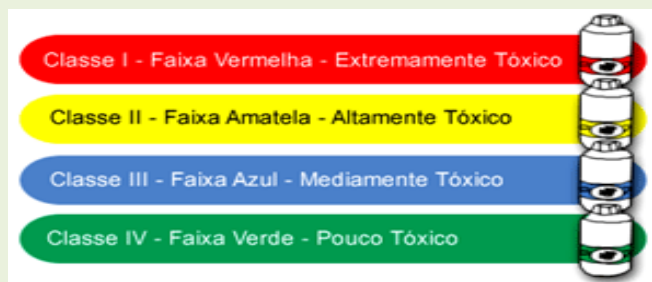 Classe I - Faixa Vermelha - Extremamente Tóxico
Classe II - Faixa Amatela - Altamente Tóxico
Classe III - Faixa Azul - Mediamente Tóxico
Classe IV - Faixa Verde - Pouco Tóxico